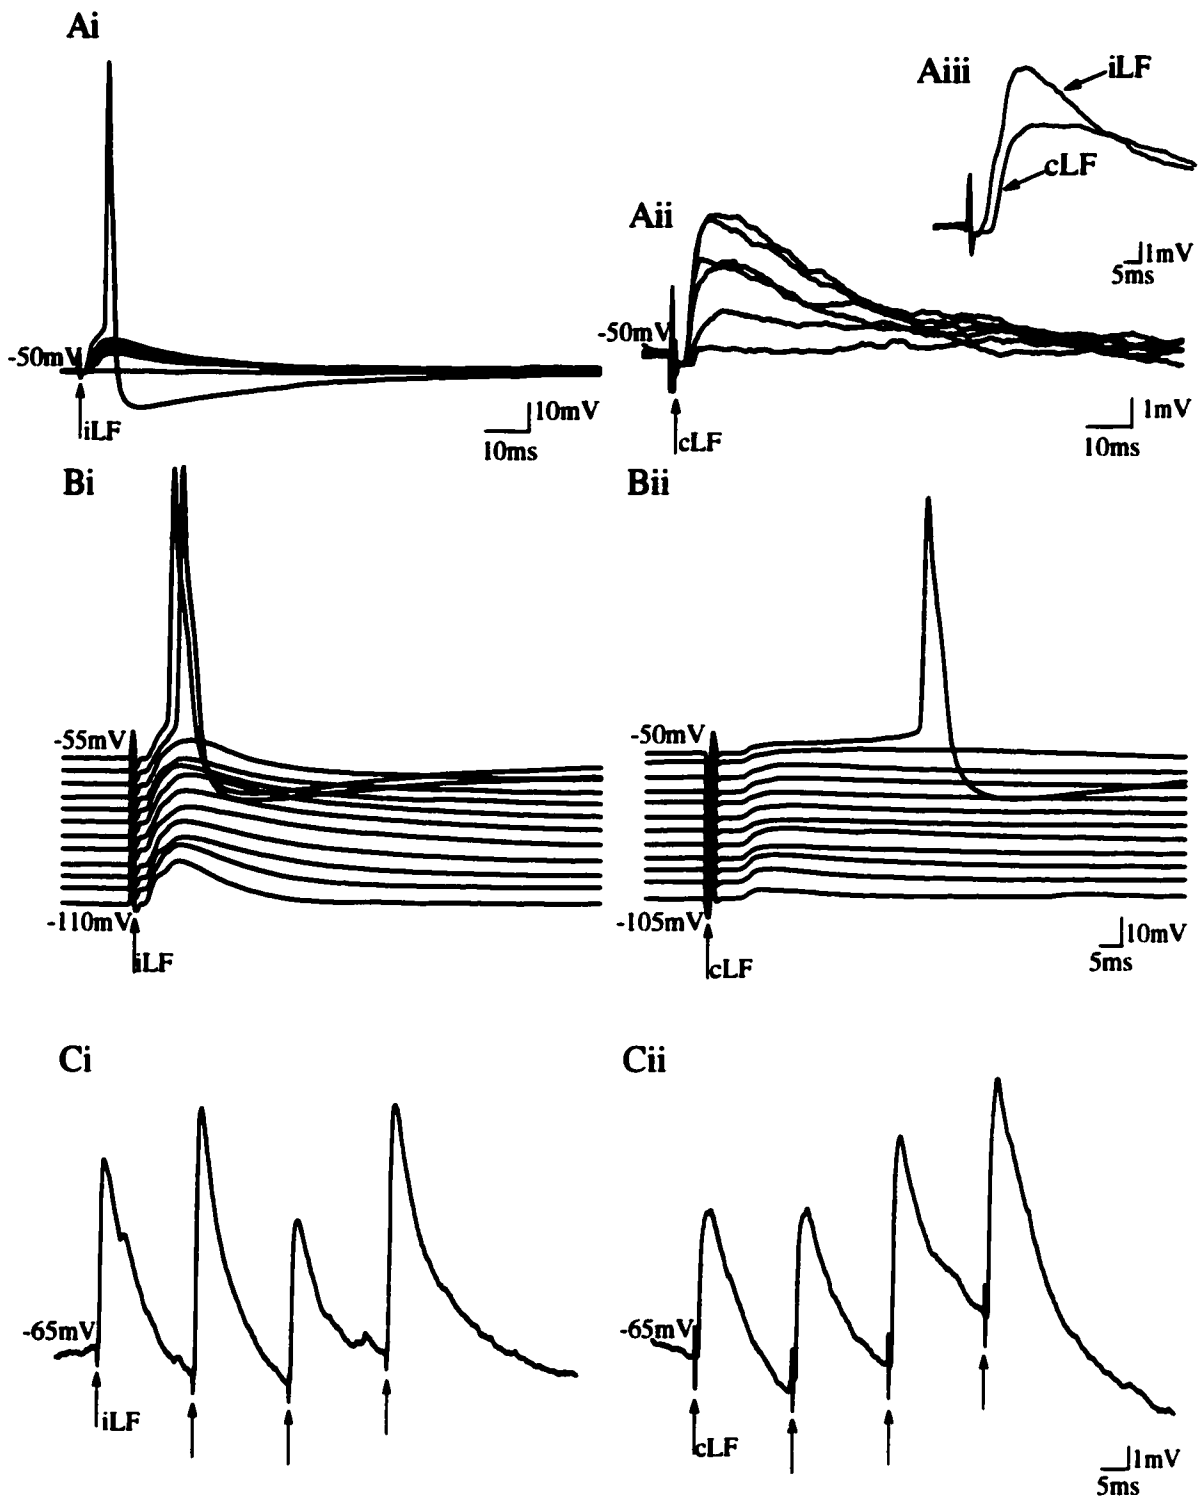 Ai
Aiii
iLF
cLF
1mV
5ms
Aii
-50mV
iLF
10mV
10ms
-50mV
cLF
1mV
10ms
Bi
Bii
-55mV
-110mV
iLF
-50mV
-105mV
cLF
10mV
5ms
Ci
Cii
-65mV
iLF
-65mV
cLF
1mV
5ms